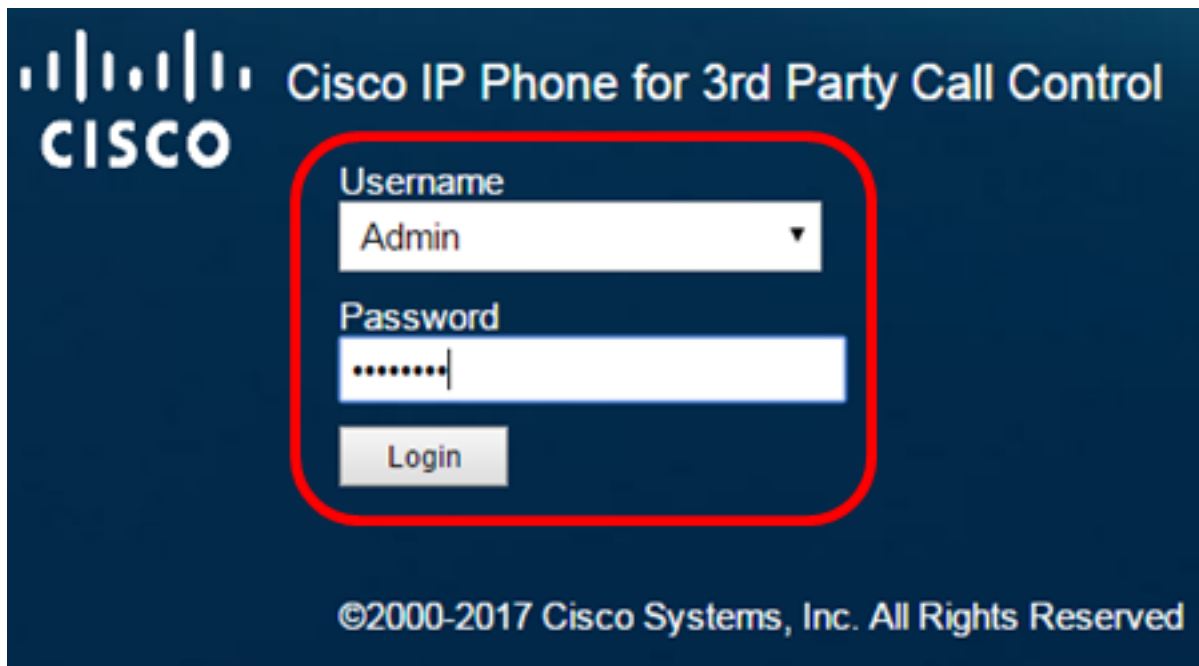 Cisco IP Phone for 3rd Party Call Control
CISCO
Username
Admin
Password
•••••••••
Login
©2000-2017 Cisco Systems, Inc. All Rights Reserved